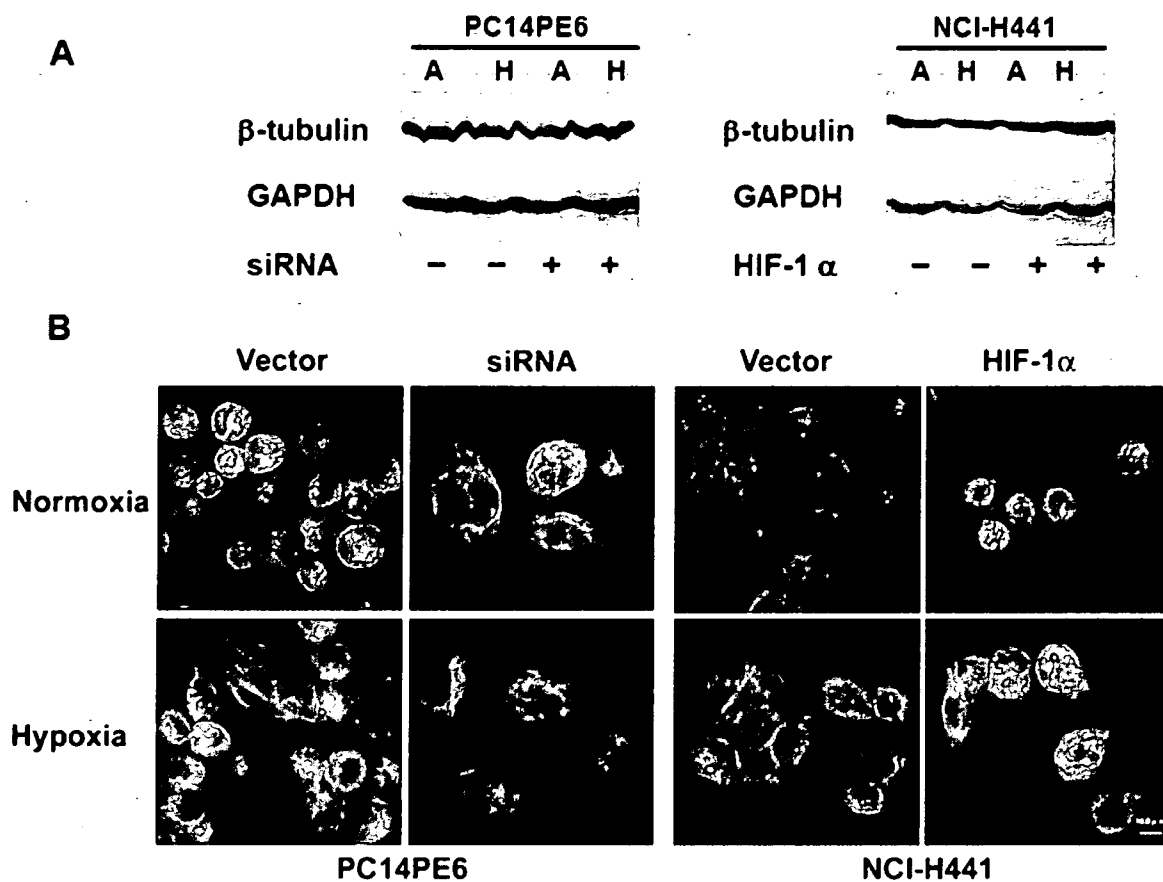 A
PC14PE6
NCI-H441
A H A H
A H A H
β-tubulin
β-tubulin
GAPDH
GAPDH
siRNA - - + +
HIF-1 α - - + +
B
Vector siRNA Vector HIF-1α
Normoxia
Hypoxia
PC14PE6
NCI-H441